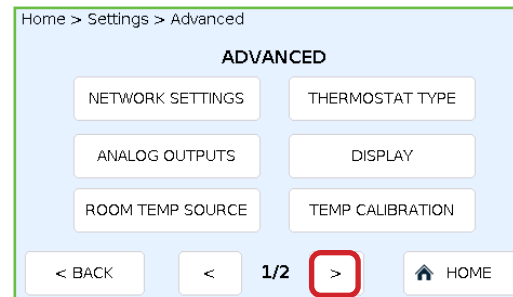 Home > Settings > Advanced
ADVANCED
NETWORK SETTINGS THERMOSTAT TYPE
ANALOG OUTPUTS DISPLAY
ROOM TEMP SOURCE TEMP CALIBRATION
< BACK < 1/2 > HOME